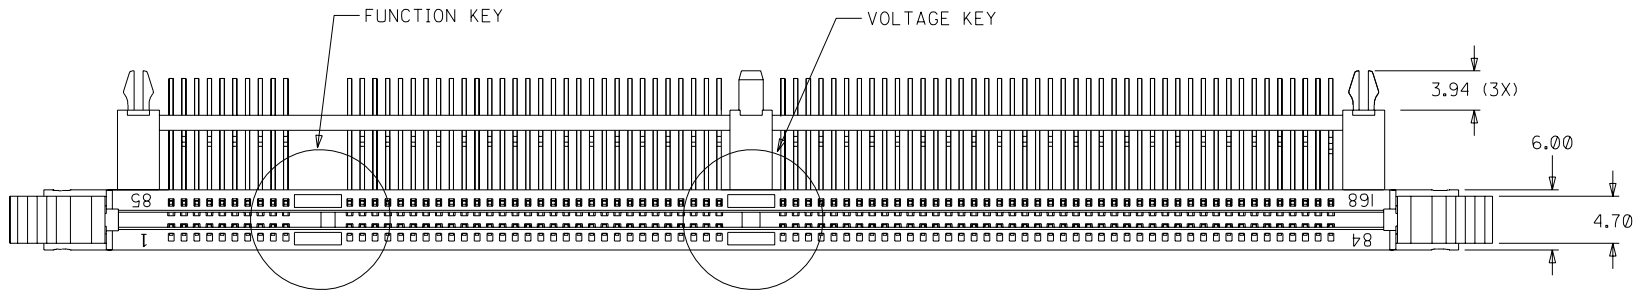 FUNCTION KEY
VOLTAGE KEY
3.94 (3X)
6.00
85
168
4.70
1
84